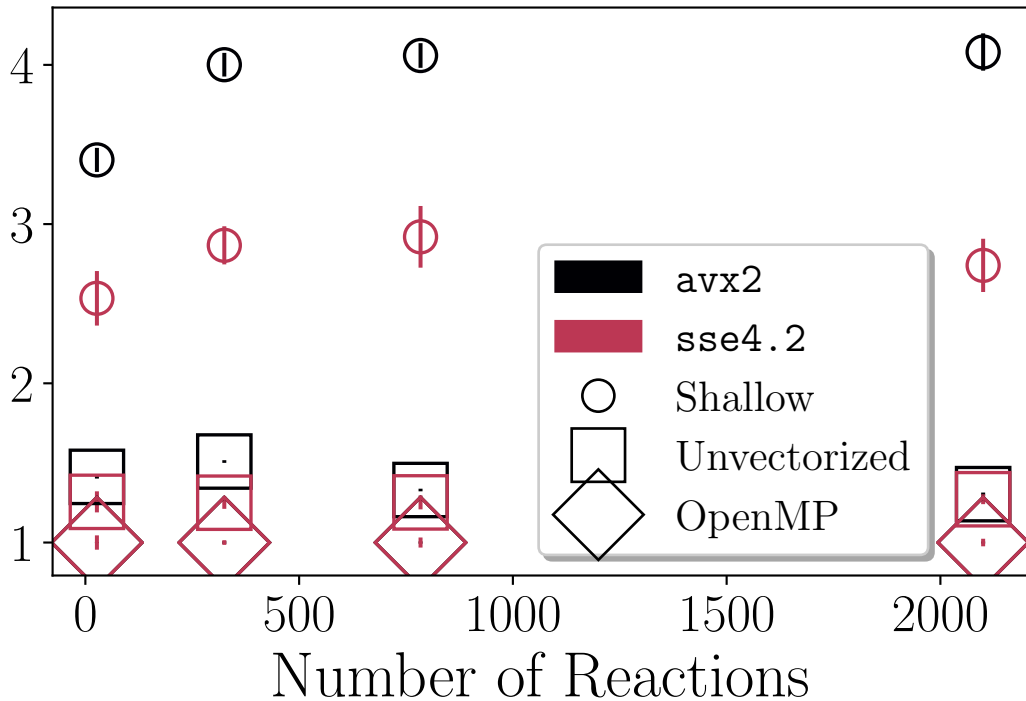 4
3
2
1
avx2
sse4.2
Shallow
Unvectorized
OpenMP
0 500 1000 1500 2000
Number of Reactions